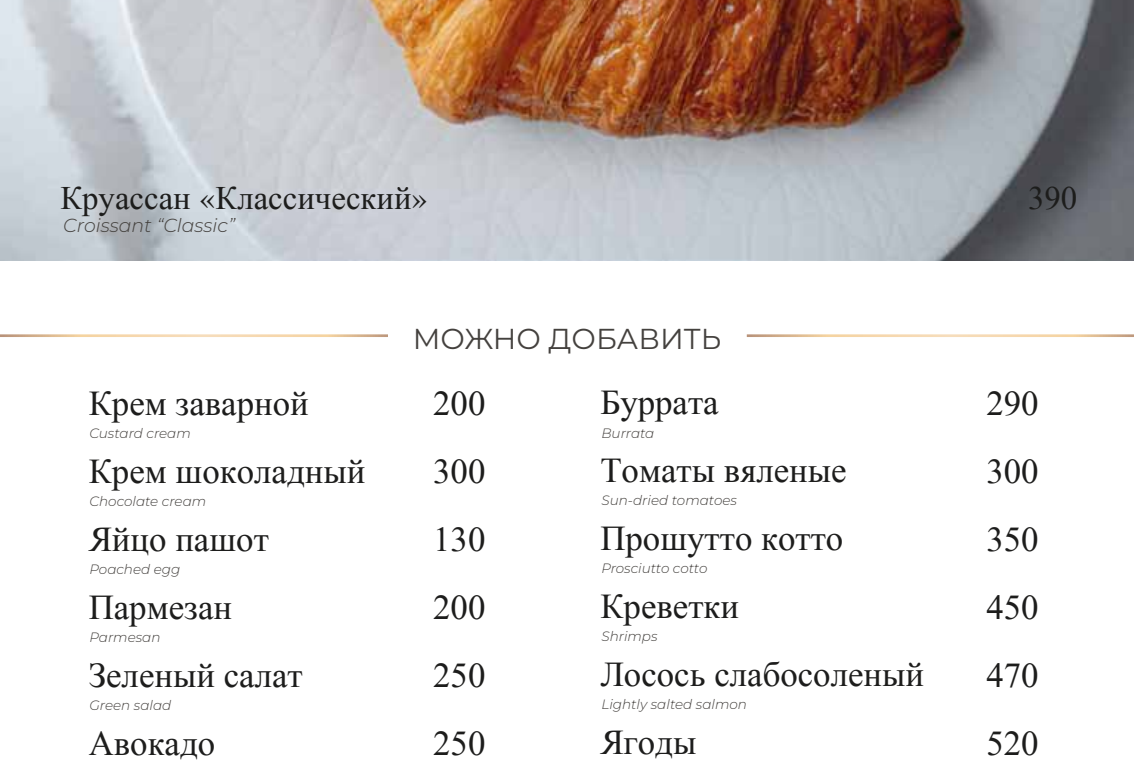 Круассан «Классический» 390
Croissant “Classic”
МОЖНО ДОБАВИТЬ
Крем заварной 200
Custard cream
Крем шоколадный 300
Chocolate cream
Яйцо пашот 130
Poached egg
Пармезан 200
Parmesan
Зеленый салат 250
Green salad
Авокадо 250
Буррата 290
Burrata
Томаты вяленые 300
Sun-dried tomatoes
Прошутто котто 350
Prosciutto cotto
Креветки 450
Shrimps
Лосось слабосоленый 470
Lightly salted salmon
Ягоды 520